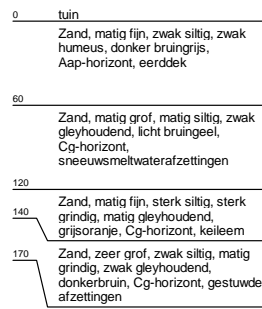 0 tuin
Zand, matig fijn, zwak siltig, zwak
humeus, donker bruingrijs,
Aap-horizont, eerddek
60
Zand, matig grof, matig siltig, zwak
gleyhoudend, licht bruingeel,
Cg-horizont,
sneeuwsmeltwaterafzettingen
120
Zand, matig fijn, sterk siltig, sterk
140
grindig, matig gleyhoudend,
grijsoranje, Cg-horizont, keileem
170
Zand, zeer grof, zwak siltig, matig
grindig, zwak gleyhoudend,
donkerbruin, Cg-horizont, gestuwde
afzettingen